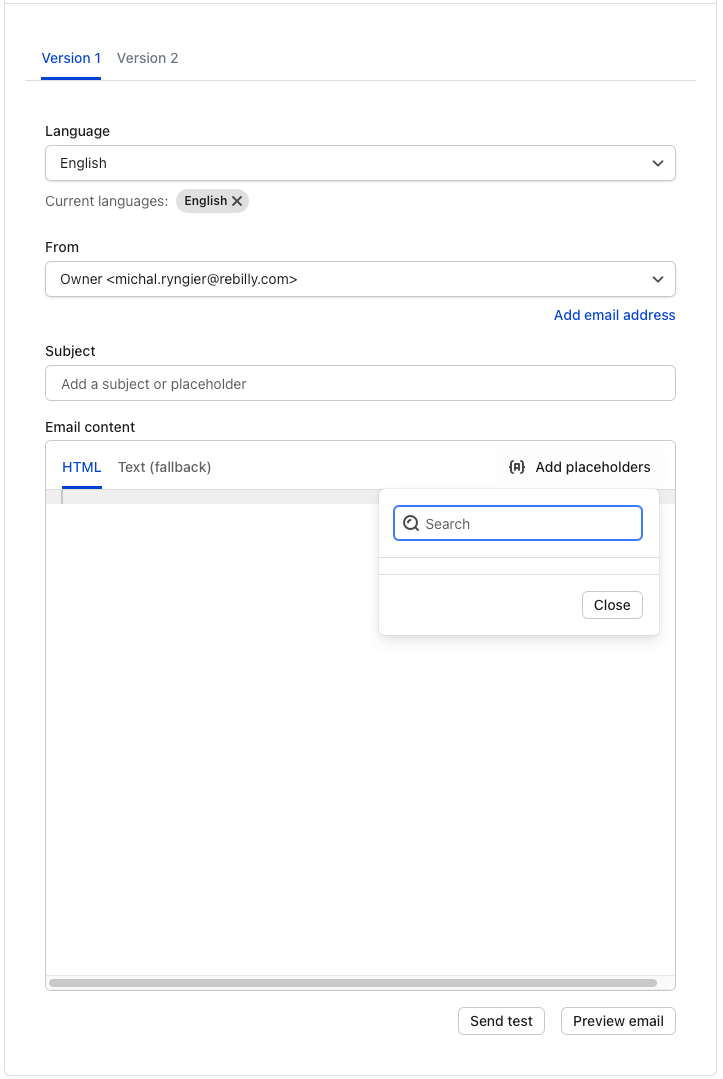 Version 1 Version 2
Language
English
Current languages: English
From
Owner <michal.ryngier@rebilly.com>
Add email address
Subject
Add a subject or placeholder
Email content
HTML Text (fallback) Add placeholders
Search
Close
Send test Preview email